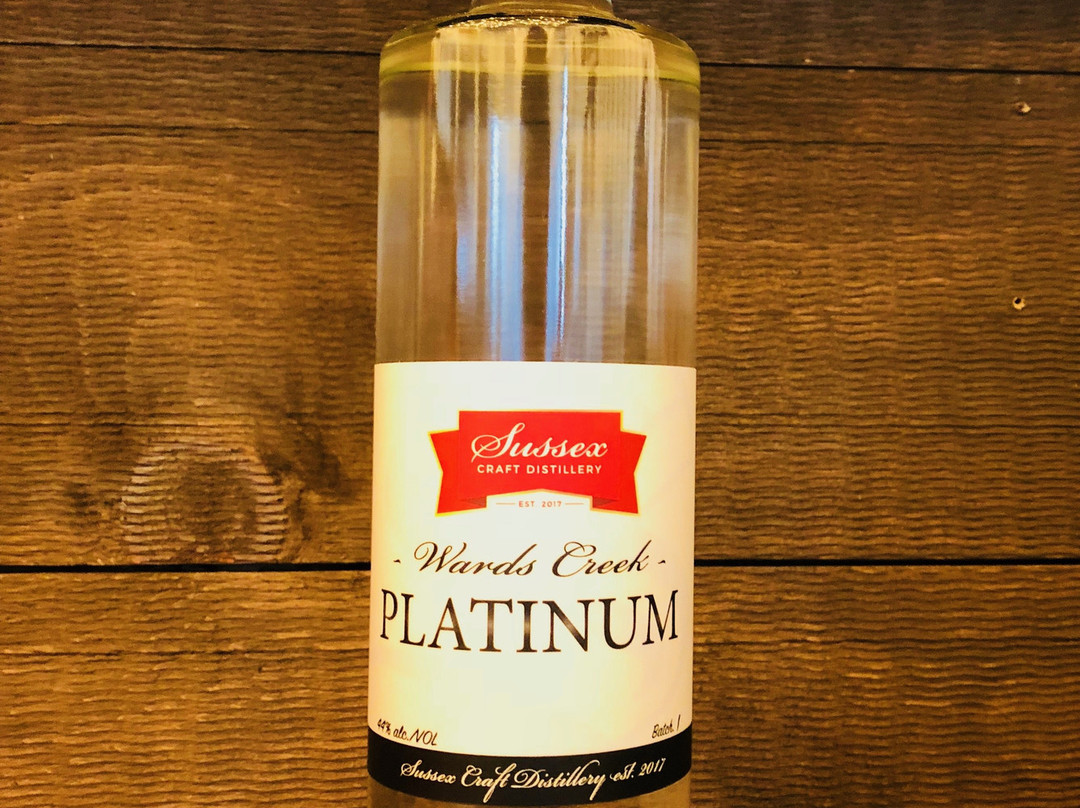 Sussex
CRAFT DISTILLERY
EST. 2017
- Wards Creek -
PLATINUM
44% alc./VOL
Batch. 1
Sussex Craft Distillery est. 2017